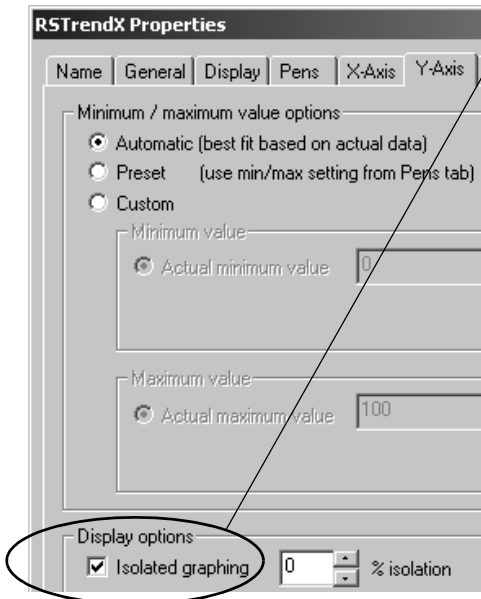 RSTrendX Properties
Name General Display Pens X-Axis Y-Axis
Minimum / maximum value options
Automatic (best fit based on actual data)
Preset (use min/max setting from Pens tab)
Custom
Minimum value
Actual minimum value 0
Maximum value
Actual maximum value 100
Display options
Isolated graphing 0 % isolation